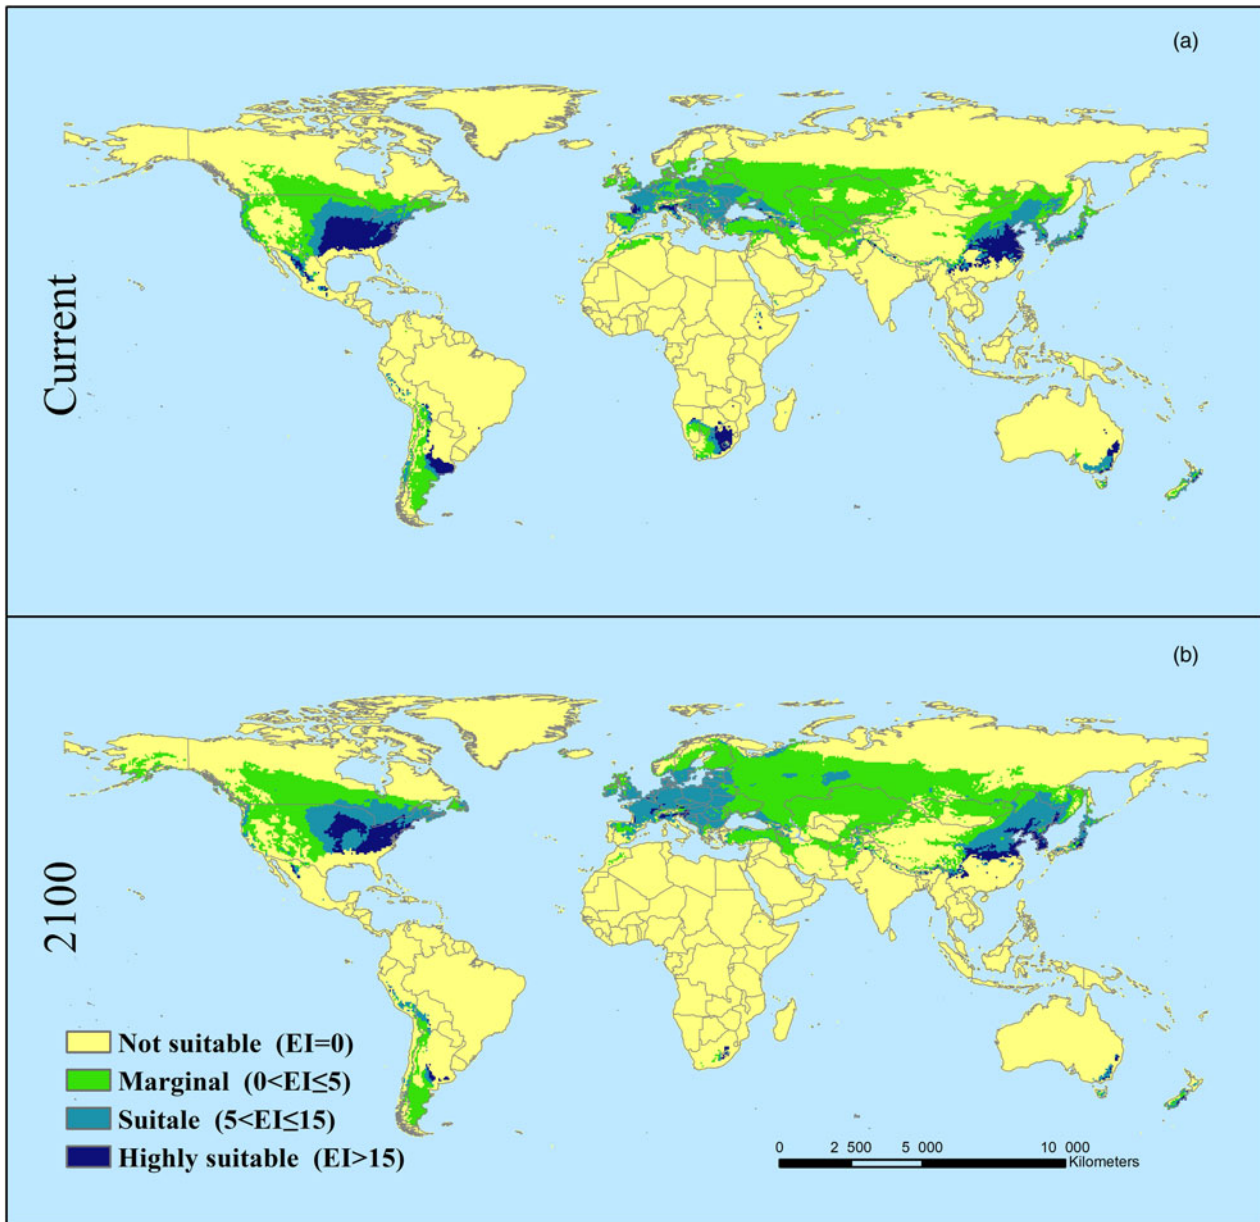 (a)
Current
(b)
2100
Not suitable (EI=0)
Marginal (0<EI≤5)
Suitale (5<EI≤15)
Highly suitable (EI>15)
0 2 500 5 000 10 000
Kilometers